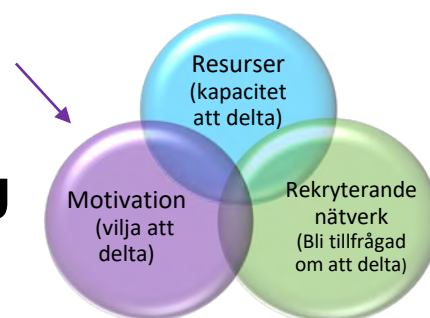 Resurser
(kapacitet
att delta)
g
Motivation
(vilja att
delta)
Rekryterande
nätverk
(Bli tillfrågad
om att delta)